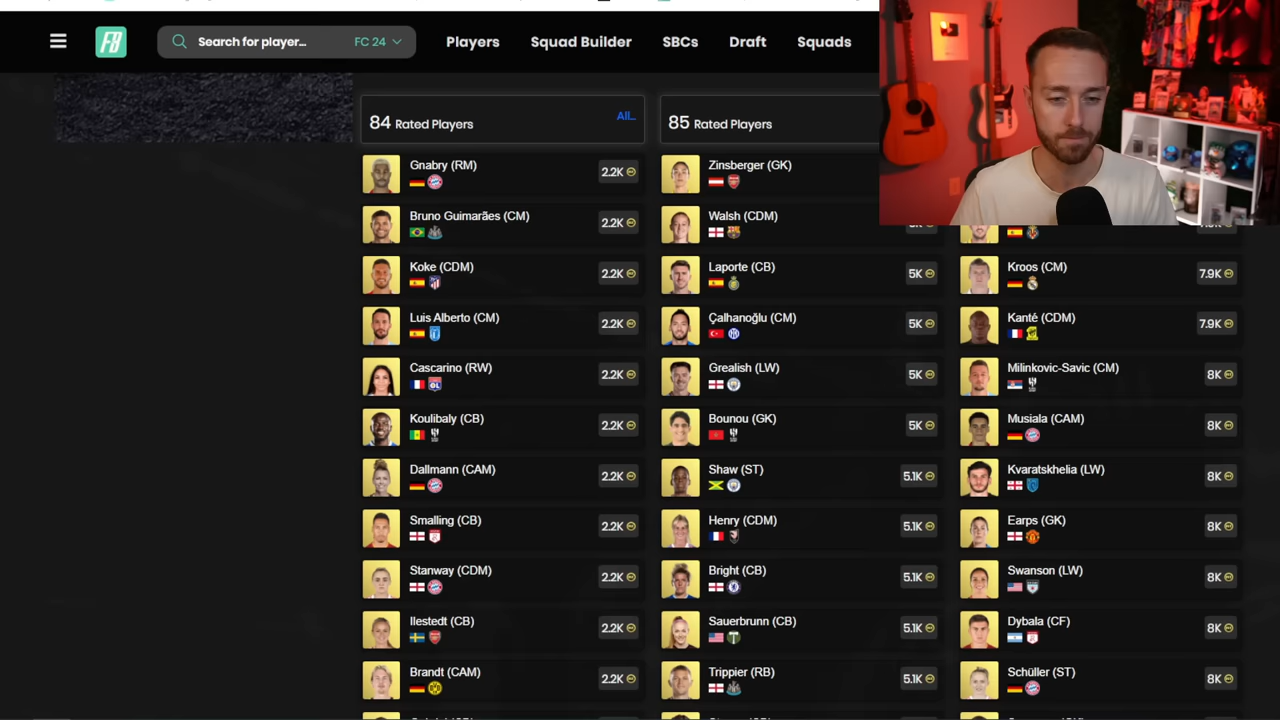 FB
Search for player...
FC 24
Players
Squad Builder
SBCs
Draft
Squads
84 Rated Players
All..
Gnabry (RM)
2.2K
Bruno Guimarães (CM)
2.2K
Koke (CDM)
2.2K
Luis Alberto (CM)
2.2K
Cascarino (RW)
2.2K
Koulibaly (CB)
2.2K
Dallmann (CAM)
2.2K
Smalling (CB)
2.2K
Stanway (CDM)
2.2K
Ilestedt (CB)
2.2K
Brandt (CAM)
2.2K
85 Rated Players
Zinsberger (GK)
Walsh (CDM)
Laporte (CB)
5K
Çalhanoğlu (CM)
5K
Grealish (LW)
5K
Bounou (GK)
5K
Shaw (ST)
5.1K
Henry (CDM)
5.1K
Bright (CB)
5.1K
Sauerbrunn (CB)
5.1K
Trippier (RB)
5.1K
Kroos (CM)
7.9K
Kanté (CDM)
7.9K
Milinkovic-Savic (CM)
8K
Musiala (CAM)
8K
Kvaratskhelia (LW)
8K
Earps (GK)
8K
Swanson (LW)
8K
Dybala (CF)
8K
Schüller (ST)
8K